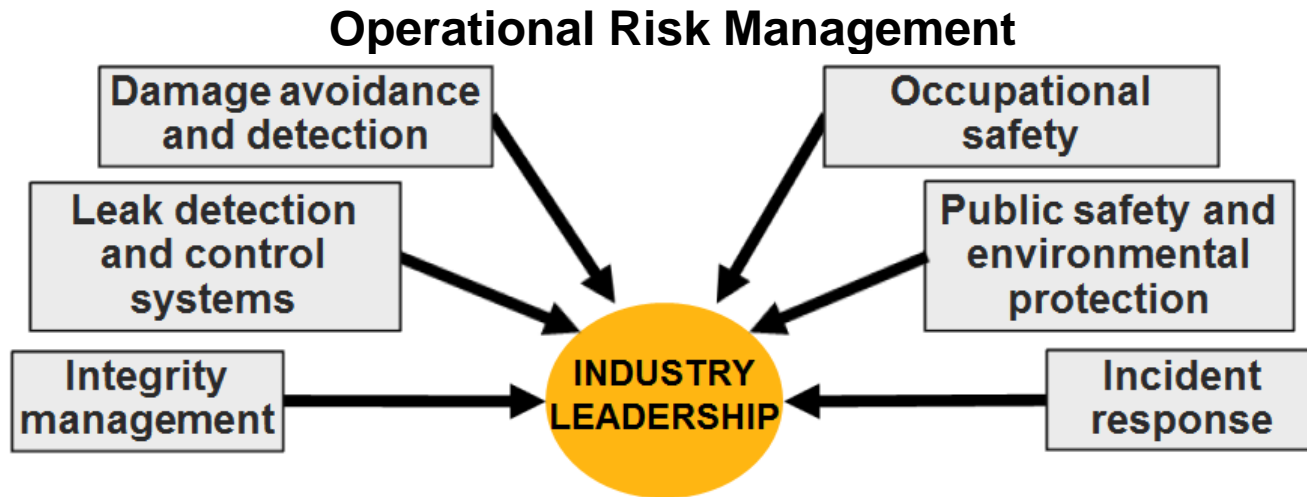 Operational Risk Management
Damage avoidance
and detection
Occupational
safety
Leak detection
and control
systems
Public safety and
environmental
protection
Integrity
management
INDUSTRY
LEADERSHIP
Incident
response